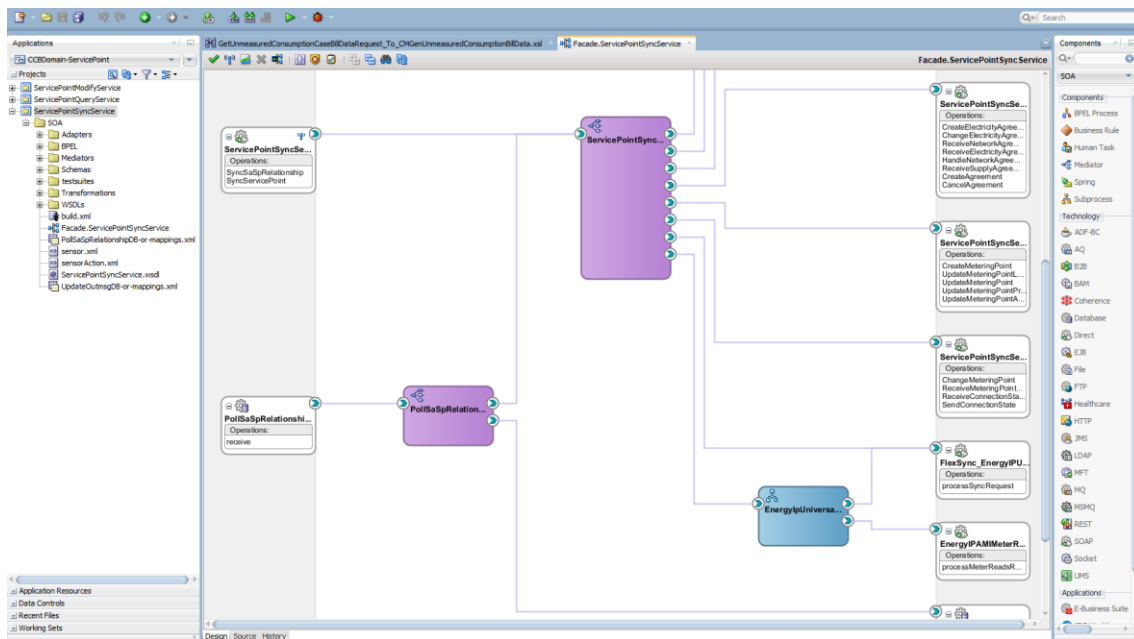 Search
Applications
CCBDomain-ServicePoint
Projects
ServicePointModifyService
ServicePointQueryService
ServicePointSyncService
SOA
Adapters
BPEL
Mediators
Schemas
testsuites
Transformations
WSDLs
build.xml
Facade.ServicePointSyncService
PollSaSpRelationshipDB-or-mappings.xml
sensor.xml
sensorAction.xml
ServicePointSyncService.wsdl
UpdateOutmsgDB-or-mappings.xml
Application Resources
Data Controls
Recent Files
Working Sets
GetUnmeasuredConsumptionCaseBillDataRequest_To_CMGenUnmeasuredConsumptionBillData.xsl
Facade.ServicePointSyncService
Facade.ServicePointSyncService
ServicePointSyncSe...
Operations:
SyncSaSpRelationship
SyncServicePoint
PollSaSpRelationshi...
Operations:
receive
PollSaSpRelation...
ServicePointSync...
EnergyIpUniversa...
ServicePointSyncSe...
Operations:
CreateElectricityAgree...
ChangeElectricityAgre...
ReceiveNetworkAgre...
ReceiveElectricityAgre...
HandleNetworkAgree...
ReceiveSupplyAgree...
CreateAgreement
CancelAgreement
ServicePointSyncSe...
Operations:
CreateMeteringPoint
UpdateMeteringPointL...
UpdateMeteringPoint
UpdateMeteringPointPr...
UpdateMeteringPointA...
ServicePointSyncSe...
Operations:
ChangeMeteringPoint
ReceiveMeteringPoint...
ReceiveConnectionSta...
SendConnectionState
FlexSync_EnergyIPU...
Operations:
processSyncRequest
EnergyIPAMIMeterR...
Operations:
processMeterReadsR...
Design Source History
Components
SOA
Components
BPEL Process
Business Rule
Human Task
Mediator
Spring
Subprocess
Technology
ADF-BC
AQ
B2B
BAM
Coherence
Database
Direct
EJB
File
FTP
Healthcare
HTTP
JMS
LDAP
MFT
MQ
MSMQ
REST
SOAP
Socket
UMS
Applications
E-Business Suite